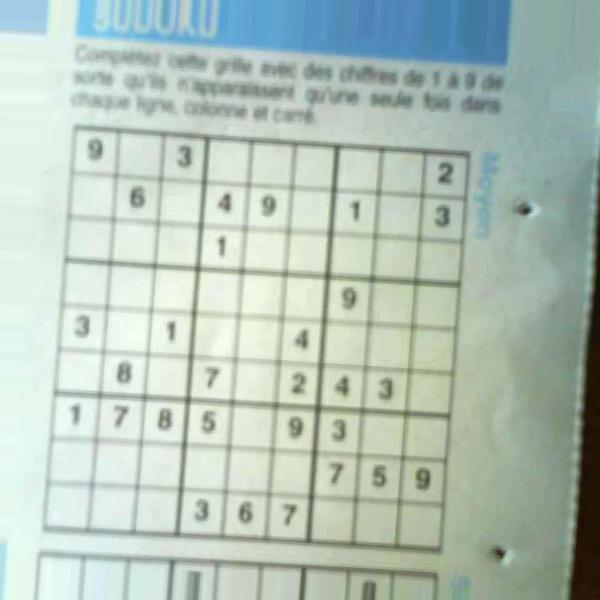 SUDOKU
Complétez cette grille avec des chiffres de 1 à 9 de
sorte qu'ils n'apparaissent qu'une seule fois dans
chaque ligne, colonne et carré.
Moyen
9 3 2
6 4 9 1 3
1
9
3 1 4
8 7 2 4 3
1 7 8 5 9 3
7 5 9
3 6 7